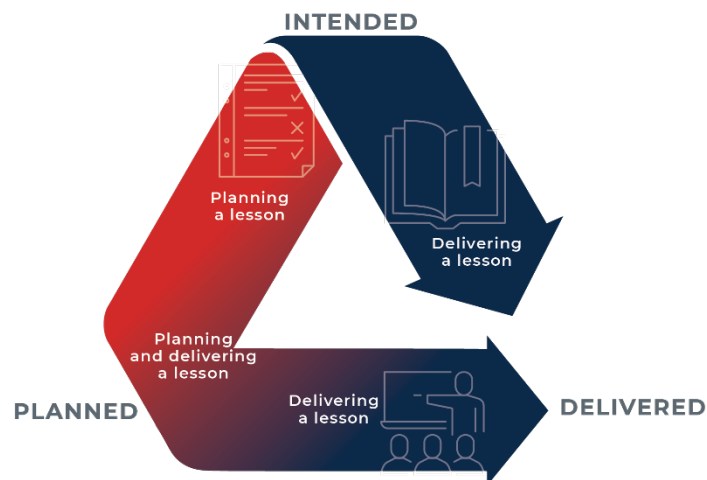 INTENDED
Planning
a lesson
Delivering
a lesson
Planning
and delivering
a lesson
Delivering
a lesson
PLANNED
DELIVERED